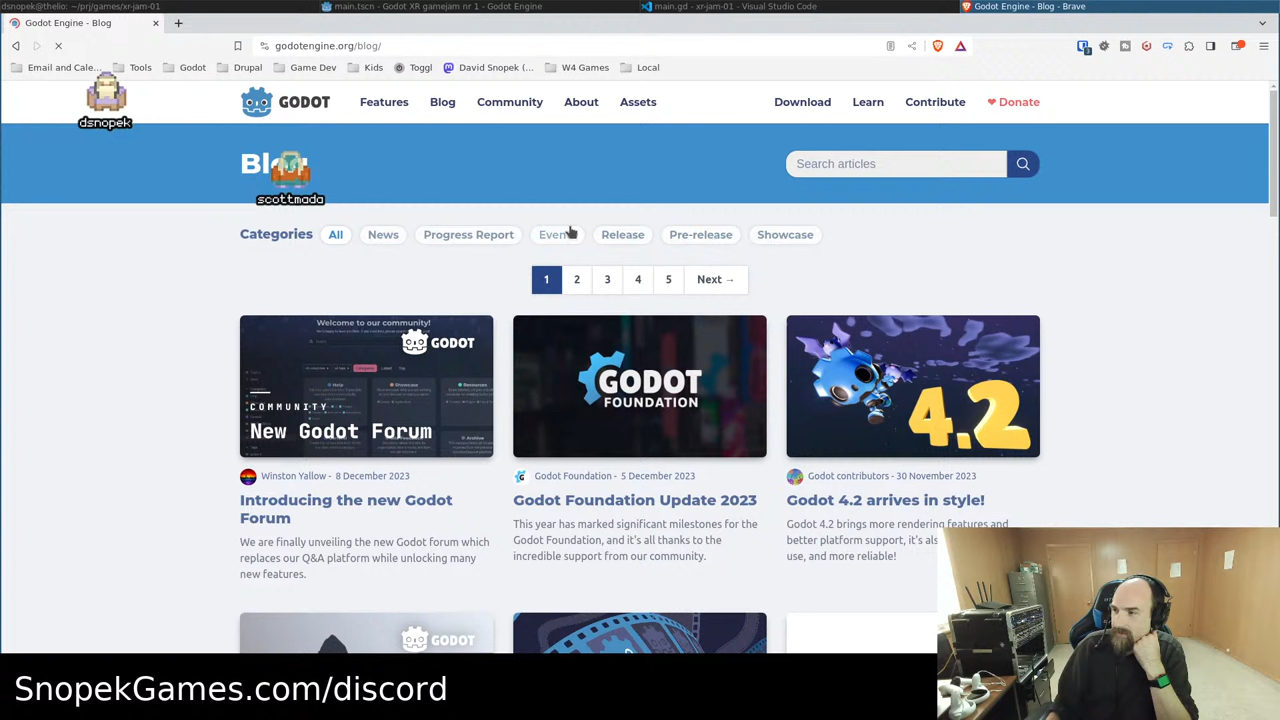 dsnopek@thelio: ~/prj/games/xr-jam-01
main.tscn - Godot XR gamejam nr 1 - Godot Engine
main.gd - xr-jam-01 - Visual Studio Code
Godot Engine - Blog - Brave
Godot Engine - Blog
godotengine.org/blog/
Email and Cale...
Tools
Godot
Drupal
Game Dev
Kids
Toggl
David Snopek (...
W4 Games
Local
GODOT
Features
Blog
Community
About
Assets
Download
Learn
Contribute
❤ Donate
dsnopek
Search articles
scottmada
Categories
All
News
Progress Report
Release
Pre-release
Showcase
1 2 3 4 5 Next →
Welcome to our community!
GODOT
COMMUNITY
New Godot Forum
GODOT
FOUNDATION
4.2
Winston Yallow - 8 December 2023
Godot Foundation - 5 December 2023
Godot contributors - 30 November 2023
Introducing the new Godot
Forum
Godot Foundation Update 2023
Godot 4.2 arrives in style!
We are finally unveiling the new Godot forum which
replaces our Q&A platform while unlocking many
new features.
This year has marked significant milestones for the
Godot Foundation, and it's all thanks to the
incredible support from our community.
Godot 4.2 brings more rendering features and
better platform support, it's
use, and more reliable!
GODOT
SnopekGames.com/discord